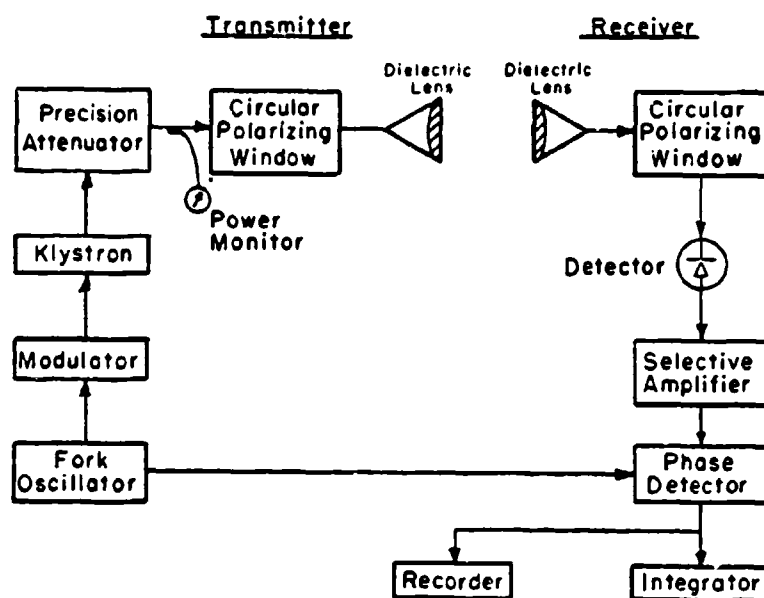 Transmitter
Receiver
Dielectric
Lens
Dielectric
Lens
Precision
Attenuator
Circular
Polarizing
Window
Circular
Polarizing
Window
Power
Monitor
Klystron
Detector
Modulator
Selective
Amplifier
Fork
Oscillator
Phase
Detector
Recorder
Integrator